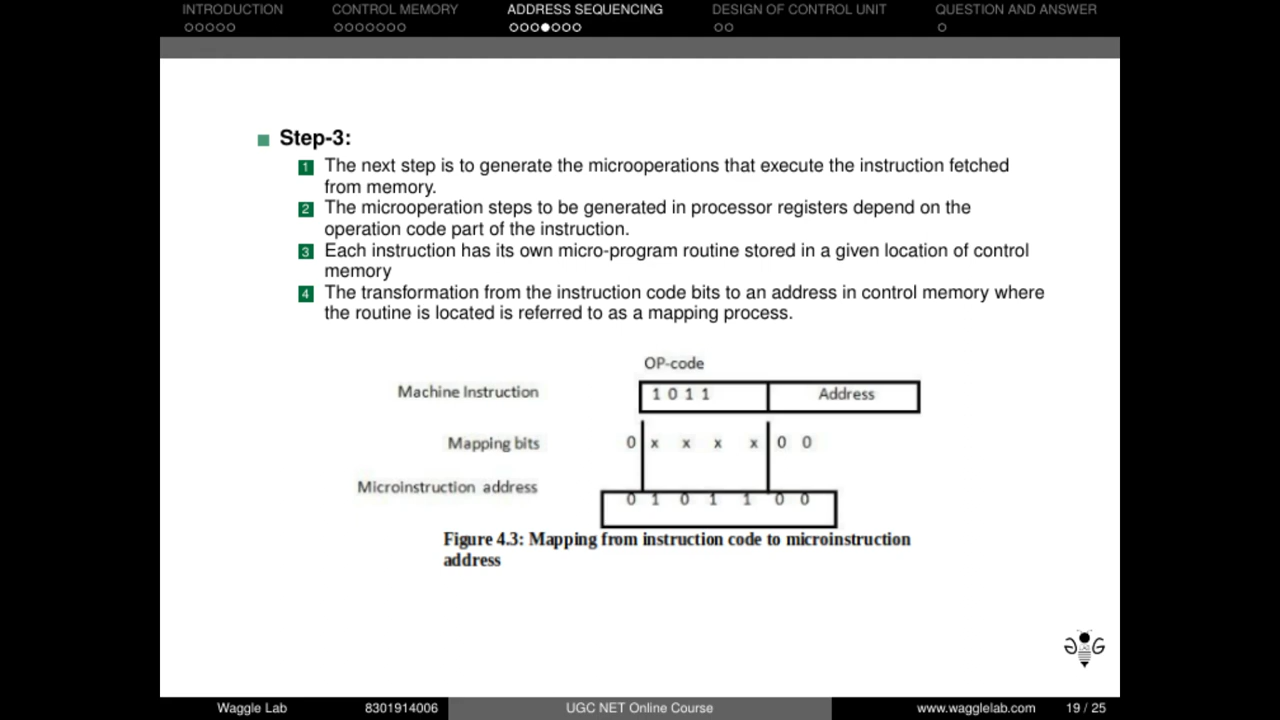 INTRODUCTION CONTROL MEMORY ADDRESS SEQUENCING DESIGN OF CONTROL UNIT QUESTION AND ANSWER
Step-3:
1 The next step is to generate the microoperations that execute the instruction fetched
from memory.
2 The microoperation steps to be generated in processor registers depend on the
operation code part of the instruction.
3 Each instruction has its own micro-program routine stored in a given location of control
memory
4 The transformation from the instruction code bits to an address in control memory where
the routine is located is referred to as a mapping process.
OP-code
Machine Instruction 1 0 1 1 Address
Mapping bits 0 x x x x 0 0
Microinstruction address 0 1 0 1 1 0 0
Figure 4.3: Mapping from instruction code to microinstruction
address
Waggle Lab 8301914006 UGC NET Online Course www.wagglelab.com 19 / 25